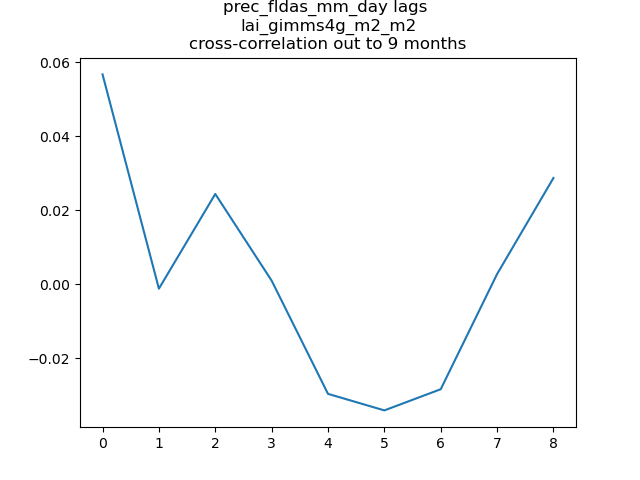 prec_fldas_mm_day lags
lai_gimms4g_m2_m2
cross-correlation out to 9 months
0.06
0.04
0.02
0.00
−0.02
0 1 2 3 4 5 6 7 8